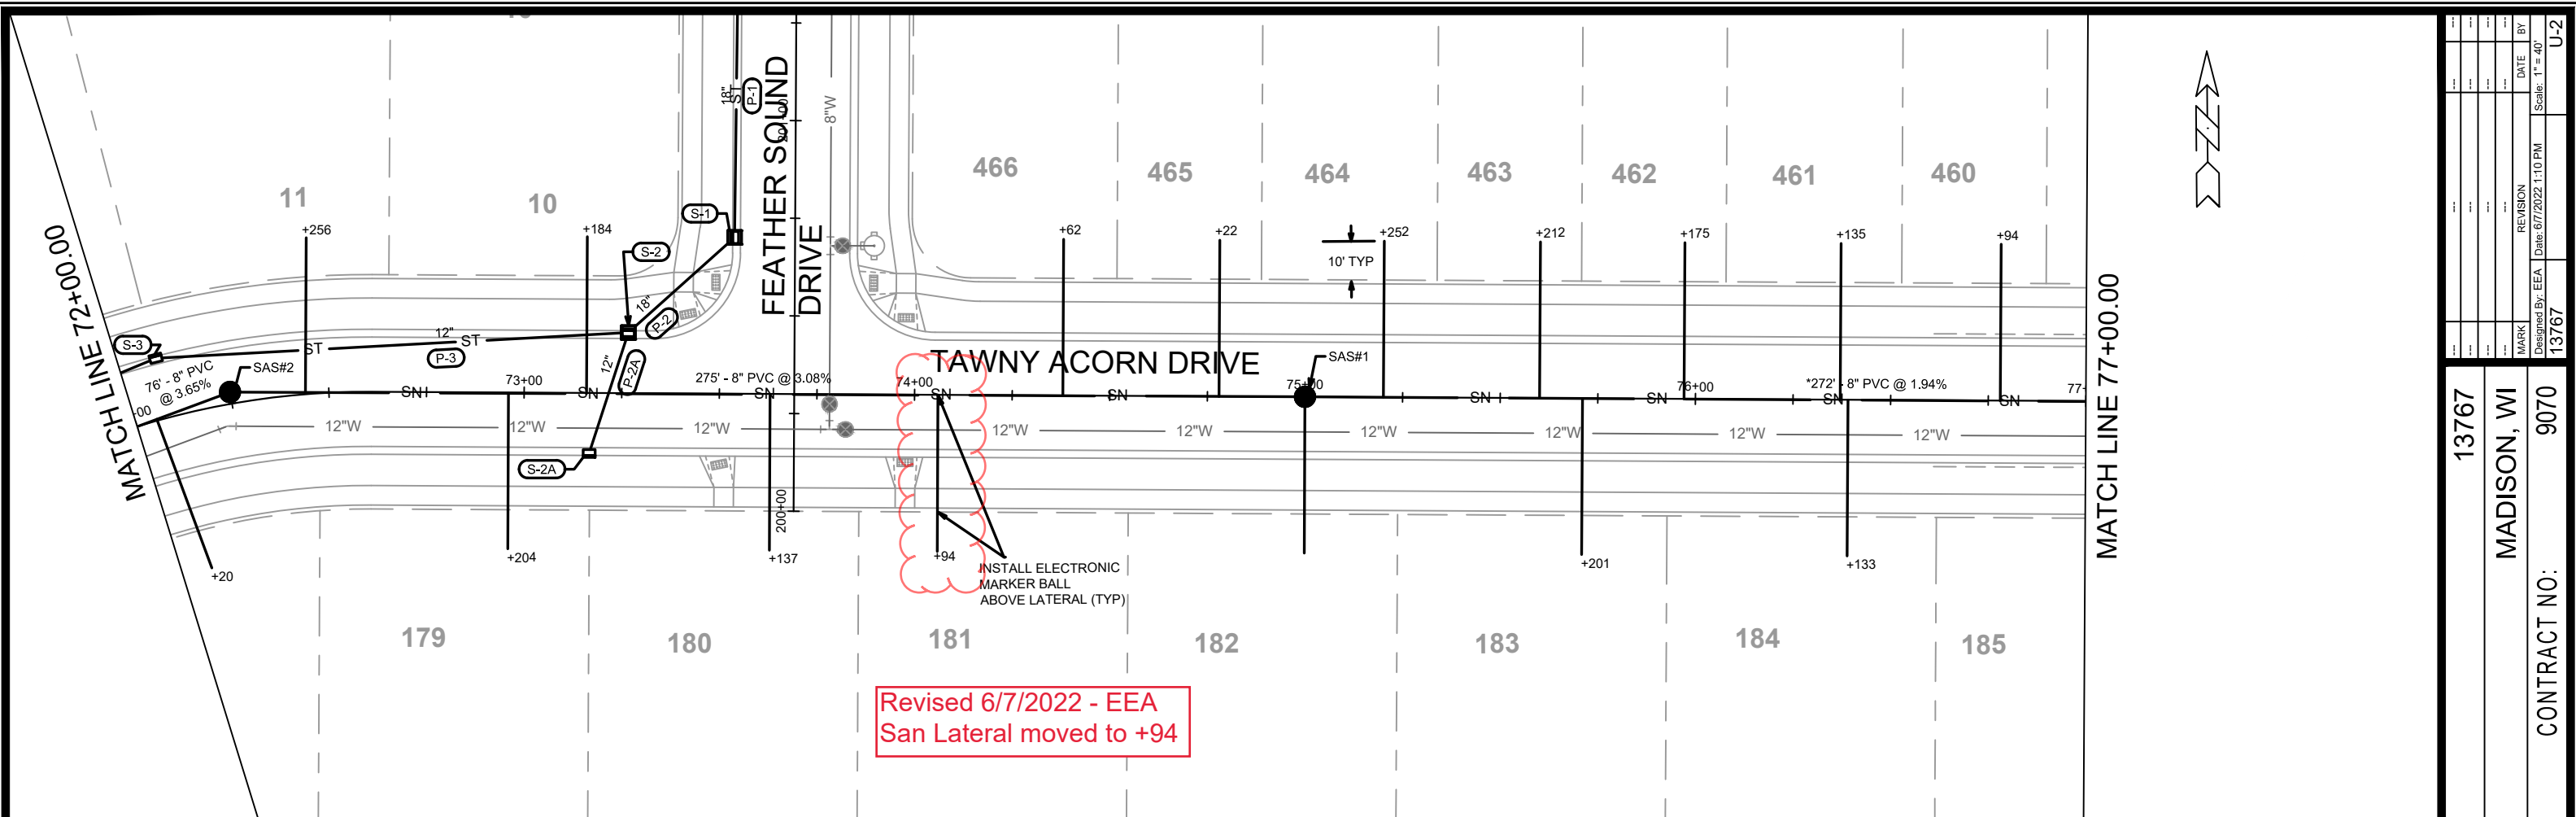 MATCH LINE 72+00.00
11
10
466
465
464
463
462
461
460
18"
ST
P-1
FEATHER SOUND
DRIVE
8"W
+256
+184
+62
+22
+252
+212
+175
+135
+94
10' TYP
S-1
S-2
18"
P-2
12"
ST
ST
P-3
S-3
12"
P-2A
76' - 8" PVC
@ 3.65%
SAS#2
TAWNY ACORN DRIVE
SAS#1
73+00
275' - 8" PVC @ 3.08%
74+00
75+00
76+00
*272' - 8" PVC @ 1.94%
77+
+00
SN
SN
SN
SN
SN
SN
SN
SN
SN
12"W
12"W
12"W
12"W
12"W
12"W
12"W
12"W
12"W
S-2A
200+00
+20
+204
+137
+94
+201
+133
INSTALL ELECTRONIC
MARKER BALL
ABOVE LATERAL (TYP)
179
180
181
182
183
184
185
Revised 6/7/2022 - EEA
San Lateral moved to +94
MATCH LINE 77+00.00
N
MARK
REVISION
DATE
BY
Designed By: EEA
Date: 6/7/2022 1:10 PM
Scale: 1" = 40'
13767
U-2
13767
MADISON, WI
CONTRACT NO: 9070